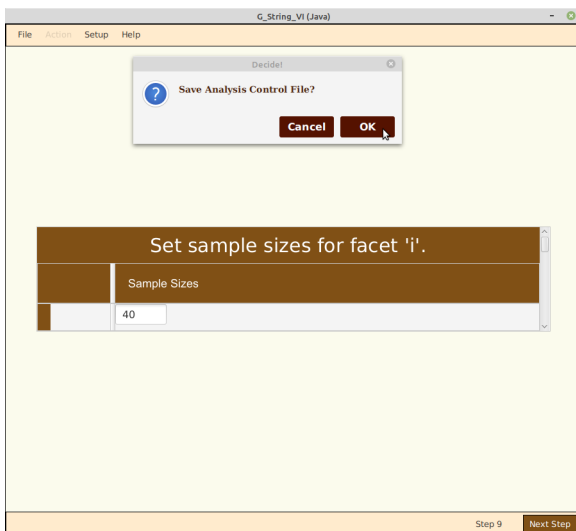 G_String_VI (Java)
File Action Setup Help
Decide!
?
Save Analysis Control File?
Cancel OK
Set sample sizes for facet 'i'.
Sample Sizes
40
Step 9 Next Step